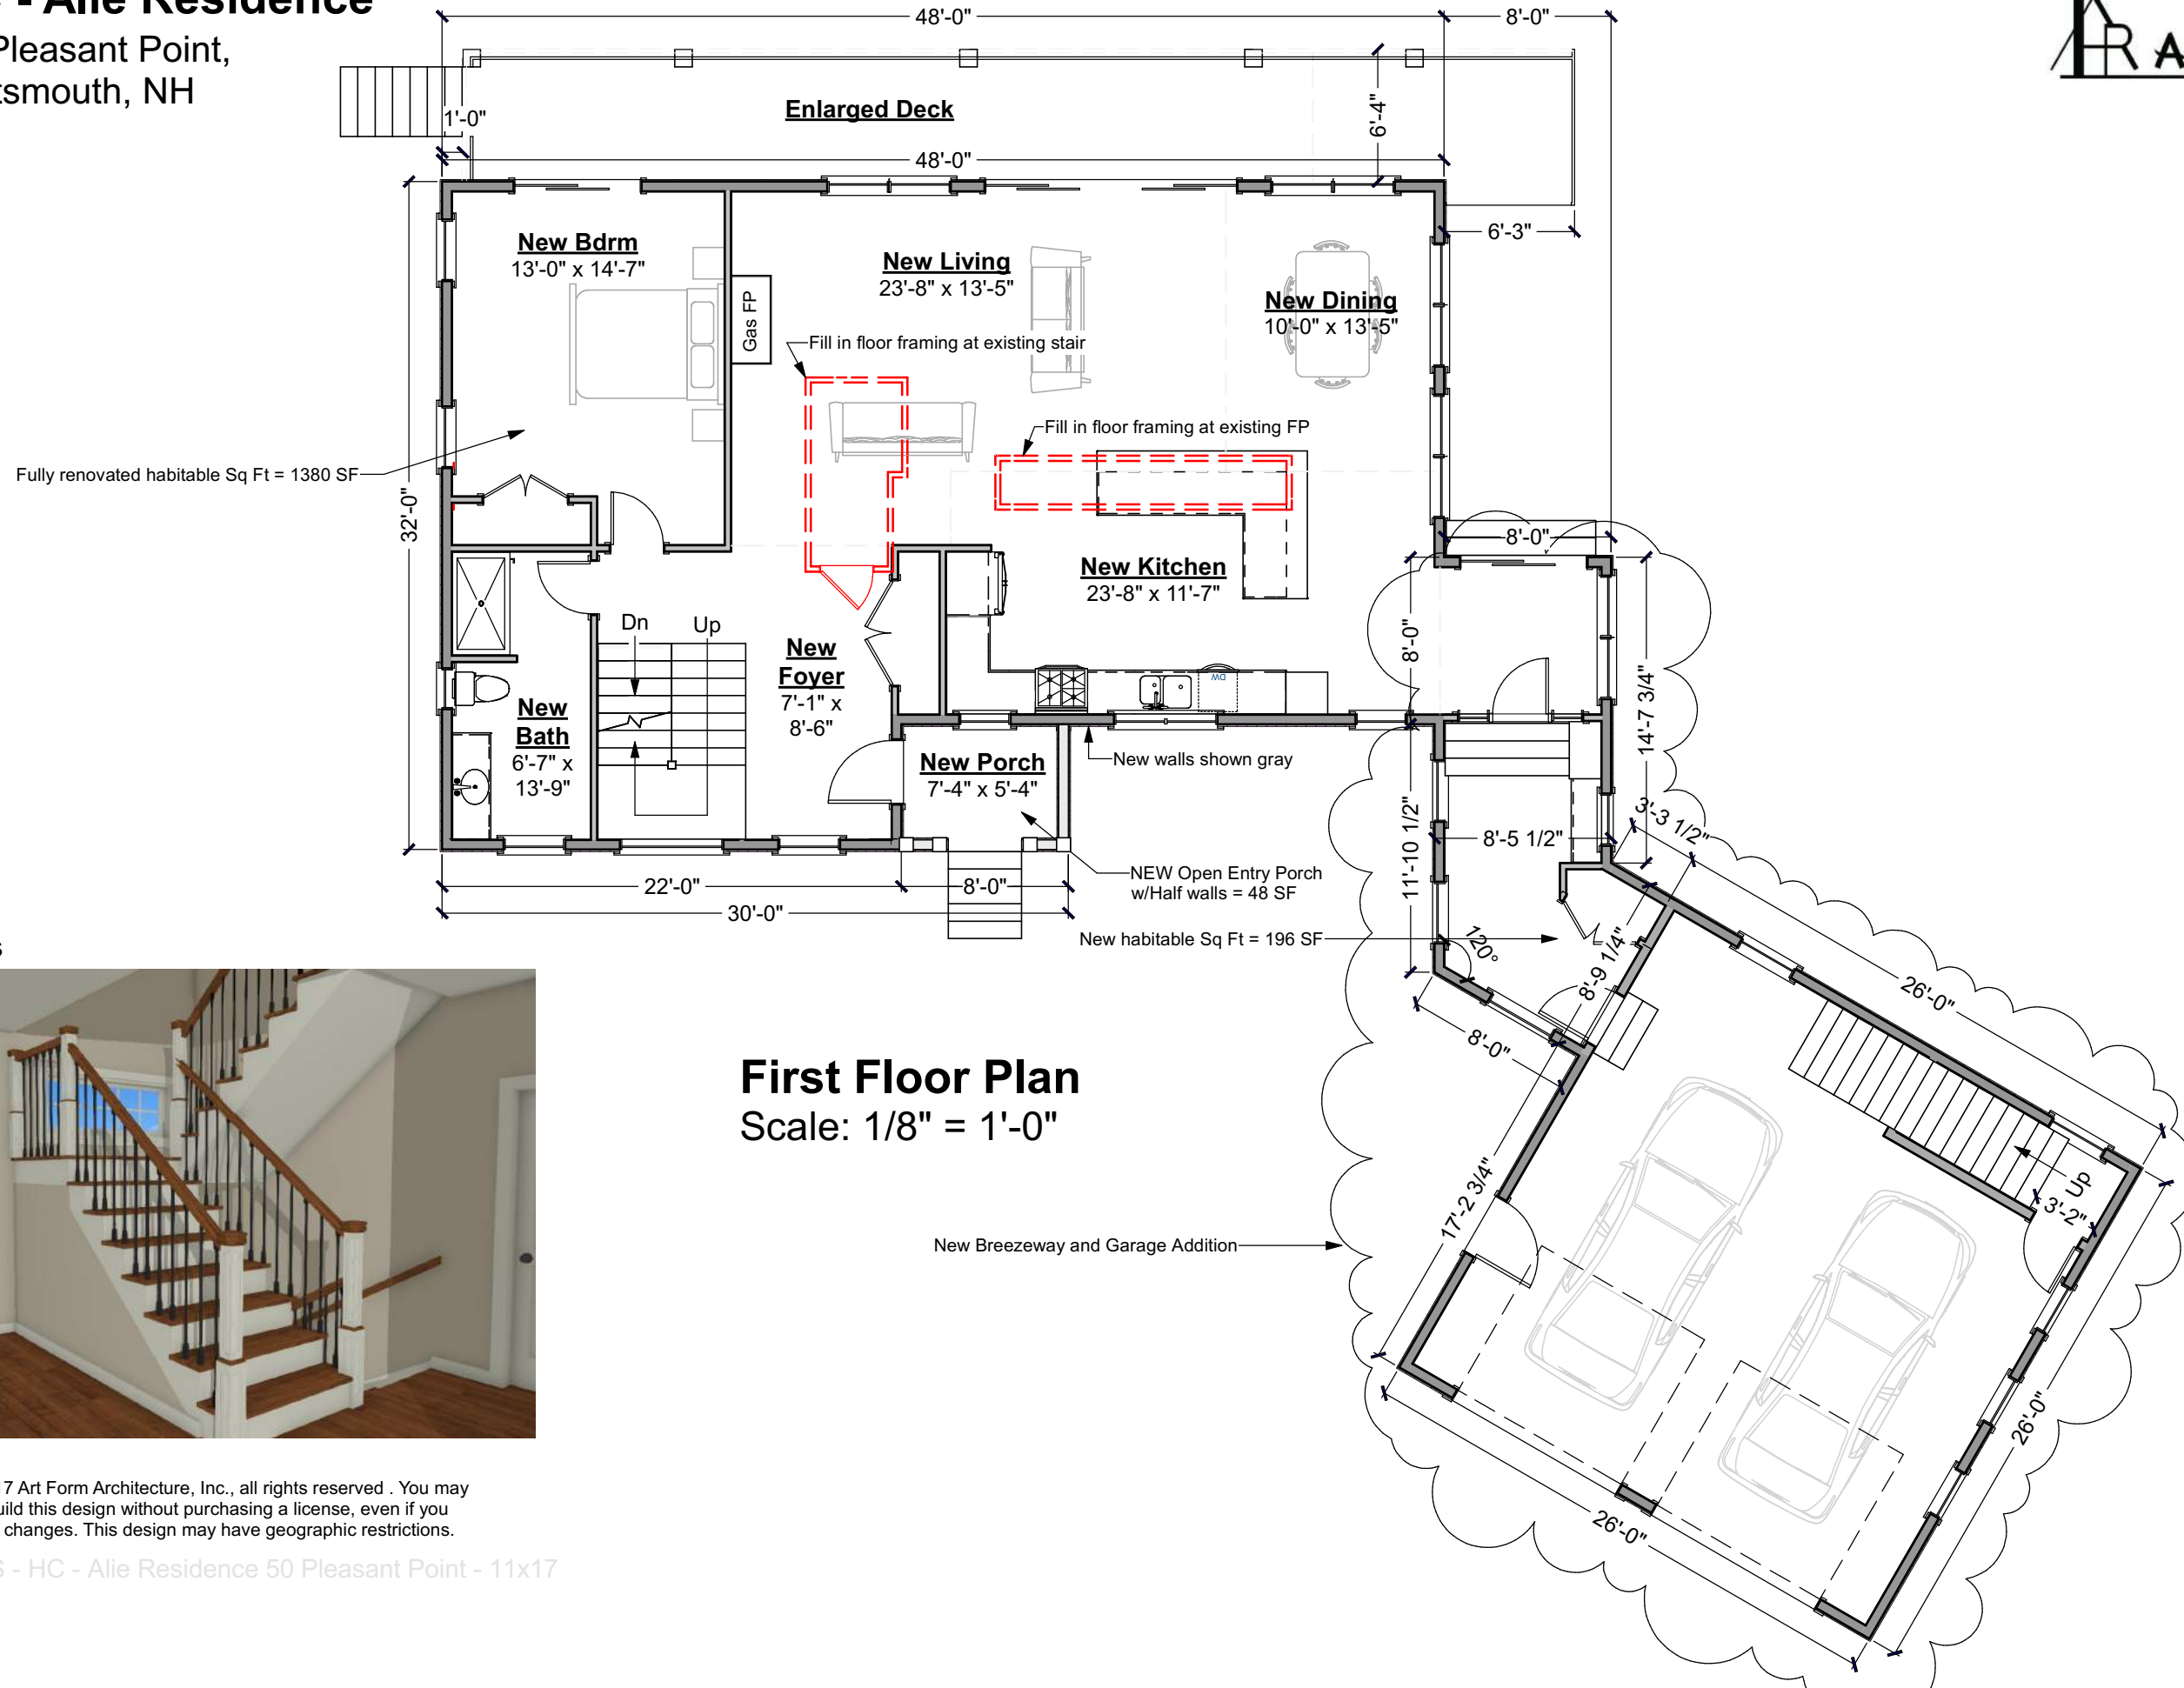 - Alie Residence
Pleasant Point,
tsmouth, NH
RA
48'-0"
8'-0"
Enlarged Deck
1'-0"
6'-4"
48'-0"
6'-3"
New Bdrm
13'-0" x 14'-7"
New Living
23'-8" x 13'-5"
New Dining
10'-0" x 13'-5"
Gas FP
Fill in floor framing at existing stair
Fill in floor framing at existing FP
Fully renovated habitable Sq Ft = 1380 SF
32'-0"
8'-0"
New Kitchen
23'-8" x 11'-7"
Dn
Up
New
Foyer
7'-1" x
8'-6"
8'-0"
14'-7 3/4"
DW
New
Bath
6'-7" x
13'-9"
New Porch
7'-4" x 5'-4"
New walls shown gray
11'-10 1/2"
8'-5 1/2"
3'-3 1/2"
22'-0"
8'-0"
30'-0"
NEW Open Entry Porch
w/Half walls = 48 SF
New habitable Sq Ft = 196 SF
120°
8'-9 1/4"
26'-0"
8'-0"
s
First Floor Plan
Scale: 1/8" = 1'-0"
17'-2 3/4"
Up
3'-2"
New Breezeway and Garage Addition
26'-0"
26'-0"
17 Art Form Architecture, Inc., all rights reserved . You may
uild this design without purchasing a license, even if you
changes. This design may have geographic restrictions.
S - HC - Alie Residence 50 Pleasant Point - 11x17